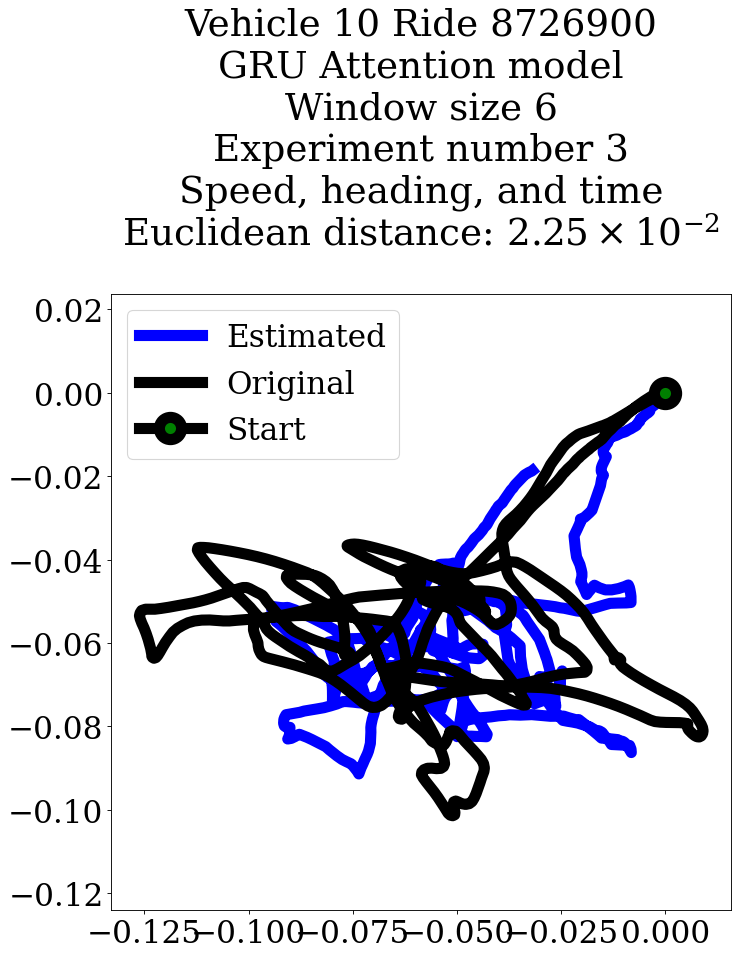 Vehicle 10 Ride 8726900
GRU Attention model
Window size 6
Experiment number 3
Speed, heading, and time
Euclidean distance: 2.25 × 10⁻²
Estimated
Original
Start
0.02
0.00
−0.02
−0.04
−0.06
−0.08
−0.10
−0.12
−0.125 −0.100 −0.075 −0.050 −0.025 0.000